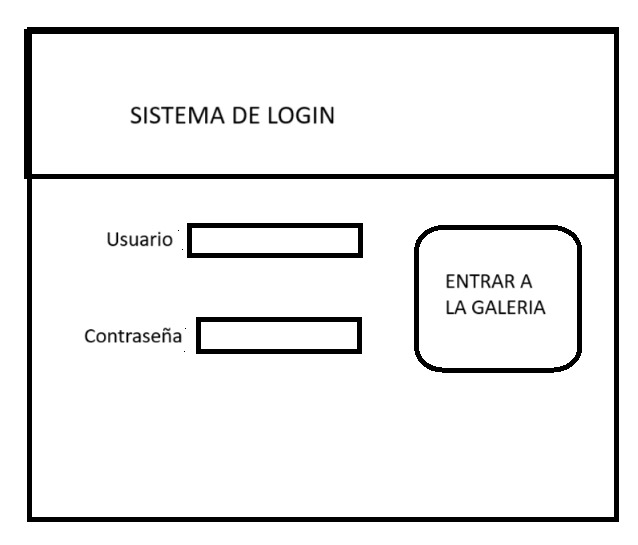 SISTEMA DE LOGIN
Usuario
Contraseña
ENTRAR A
LA GALERIA